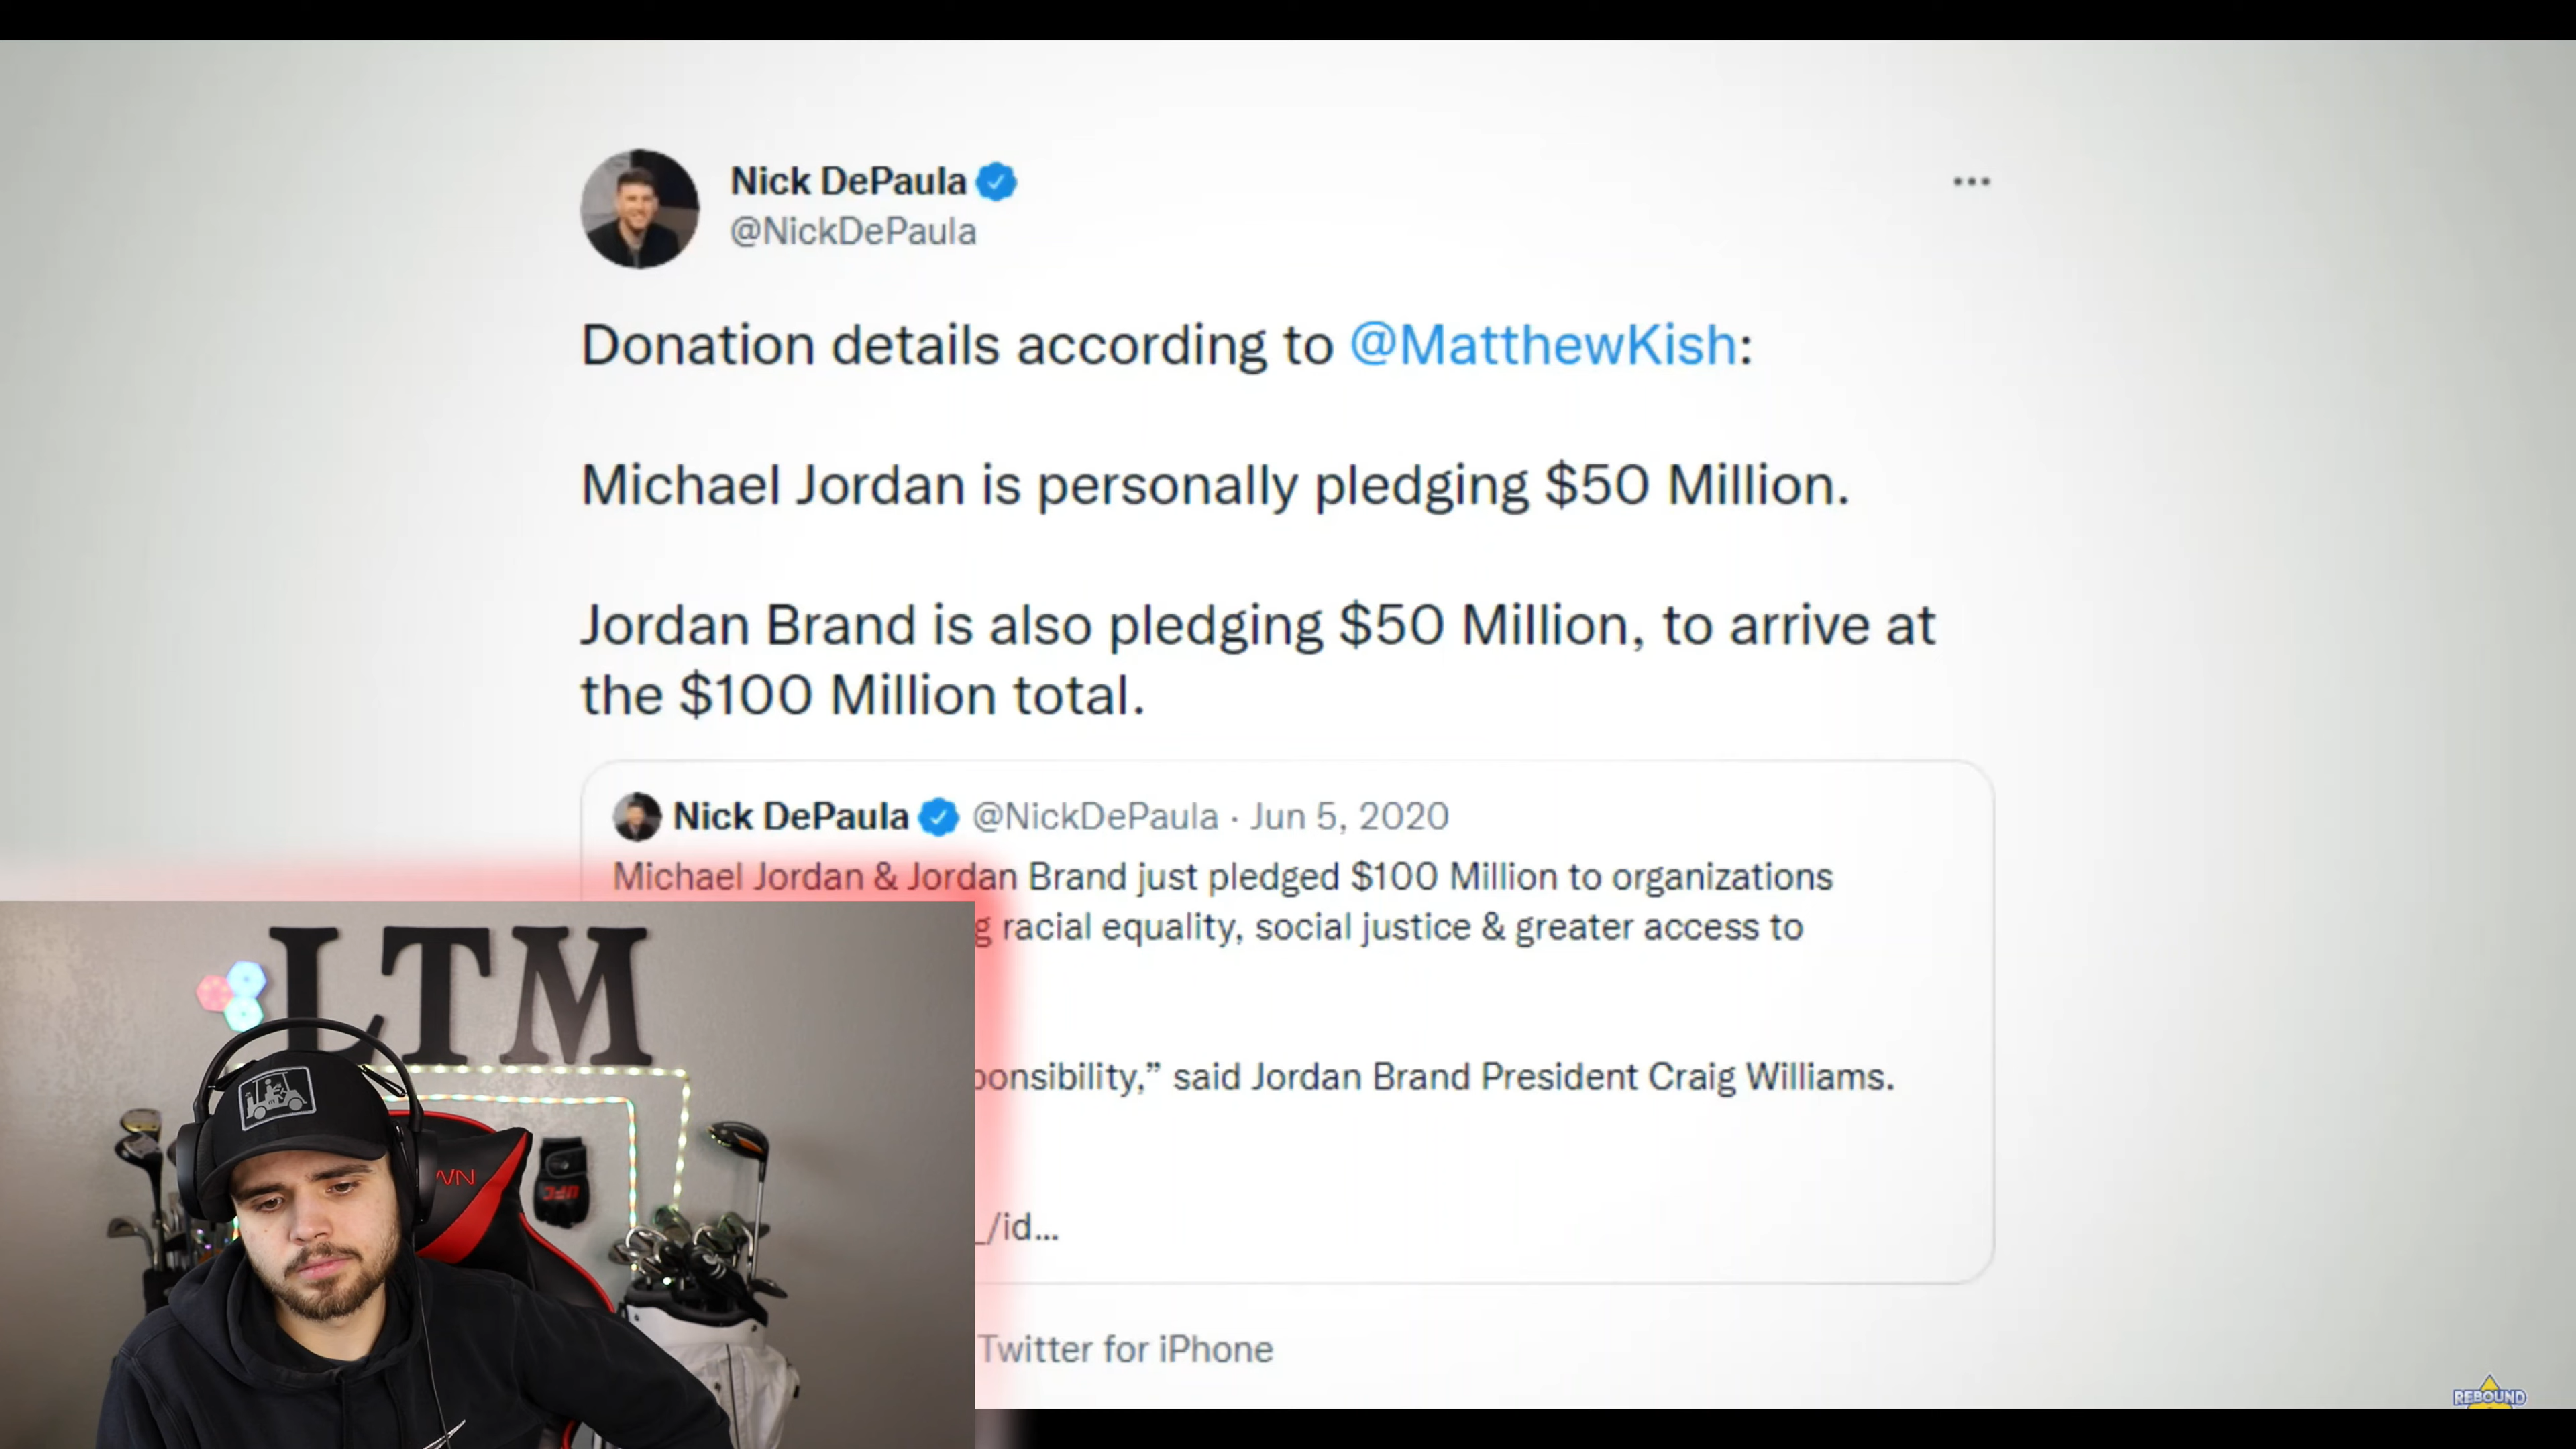 Nick DePaula
@NickDePaula
Donation details according to @MatthewKish:
Michael Jordan is personally pledging $50 Million.
Jordan Brand is also pledging $50 Million, to arrive at
the $100 Million total.
Nick DePaula @NickDePaula · Jun 5, 2020
Michael Jordan & Jordan Brand just pledged $100 Million to organizations
racial equality, social justice & greater access to
said Jordan Brand President Craig Williams.
_/id...
Twitter for iPhone
LTM
REBOUND